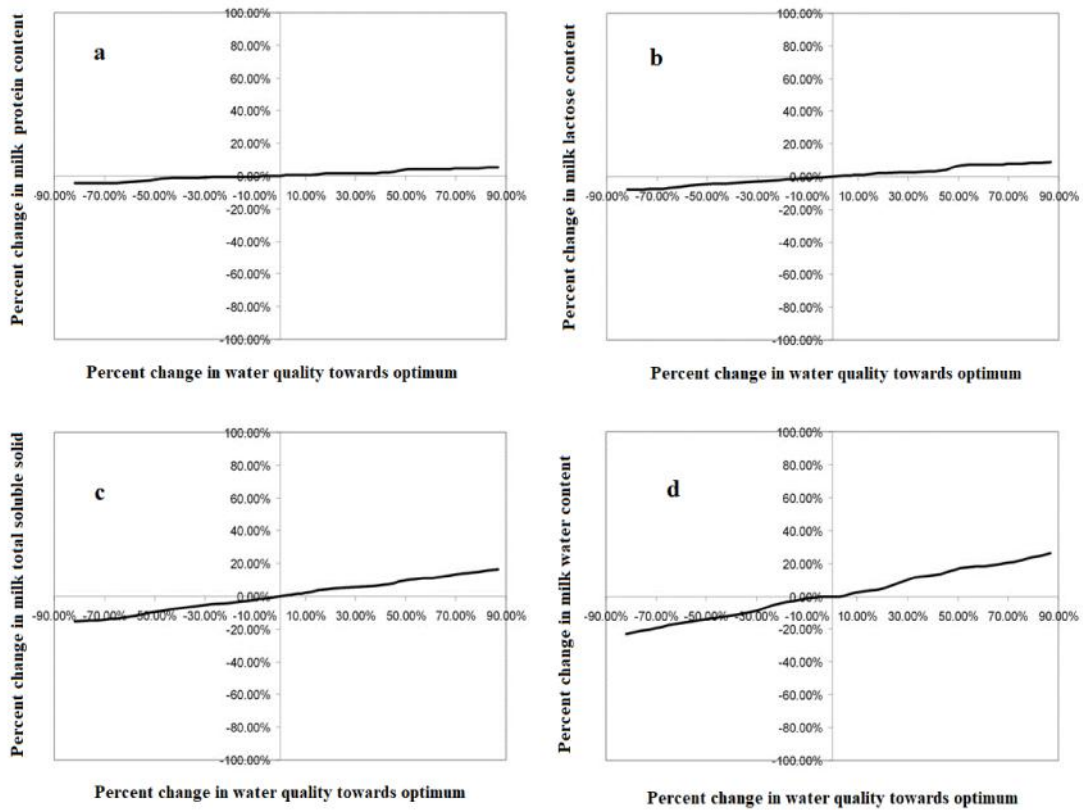 Percent change in milk protein content
a
100.00%
80.00%
60.00%
40.00%
20.00%
0.00%
-90.00% -70.00% -50.00% -30.00% -10.00% 10.00% 30.00% 50.00% 70.00% 90.00%
-20.00%
-40.00%
-60.00%
-80.00%
-100.00%
Percent change in water quality towards optimum
Percent change in milk lactose content
b
100.00%
80.00%
60.00%
40.00%
20.00%
0.00%
-90.00% -70.00% -50.00% -30.00% -10.00% 10.00% 30.00% 50.00% 70.00% 90.00%
-20.00%
-40.00%
-60.00%
-80.00%
-100.00%
Percent change in water quality towards optimum
Percent change in milk total soluble solid
c
100.00%
80.00%
60.00%
40.00%
20.00%
0.00%
-90.00% -70.00% -50.00% -30.00% -10.00% 10.00% 30.00% 50.00% 70.00% 90.00%
-20.00%
-40.00%
-60.00%
-80.00%
-100.00%
Percent change in water quality towards optimum
Percent change in milk water content
d
100.00%
80.00%
60.00%
40.00%
20.00%
0.00%
-90.00% -70.00% -50.00% -30.00% -10.00% 10.00% 30.00% 50.00% 70.00% 90.00%
-20.00%
-40.00%
-60.00%
-80.00%
-100.00%
Percent change in water quality towards optimum